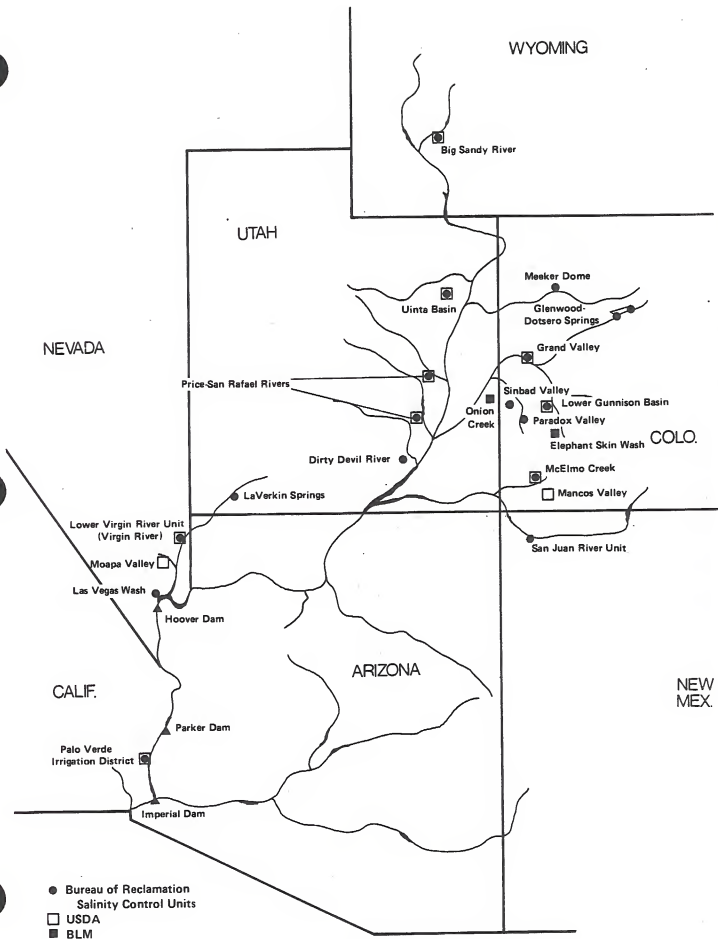 WYOMING
Big Sandy River
UTAH
Meeker Dome
Uinta Basin
Glenwood-
Dotsero Springs
NEVADA
Grand Valley
Price-San Rafael Rivers
Sinbad Valley
Onion
Creek
Lower Gunnison Basin
Paradox Valley
Elephant Skin Wash
COLO.
Dirty Devil River
McElmo Creek
LaVerkin Springs
Mancos Valley
Lower Virgin River Unit
(Virgin River)
San Juan River Unit
Moapa Valley
Las Vegas Wash
Hoover Dam
ARIZONA
CALIF.
NEW
MEX.
Parker Dam
Palo Verde
Irrigation District
Imperial Dam
Bureau of Reclamation
Salinity Control Units
USDA
BLM